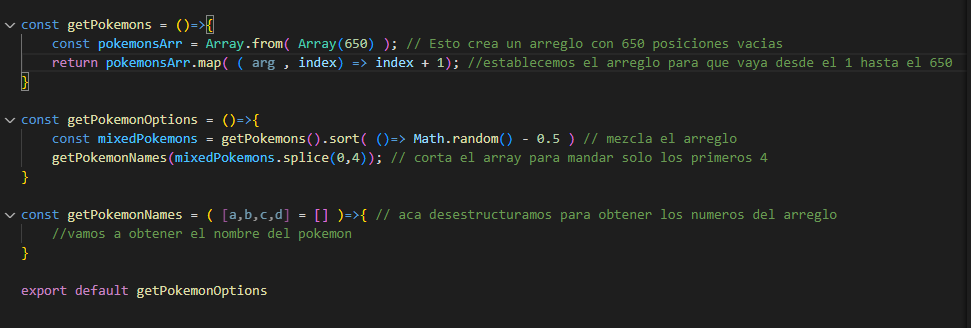 const getPokemons = ()=>{
const pokemonsArr = Array.from( Array(650) ); // Esto crea un arreglo con 650 posiciones vacias
return pokemonsArr.map( ( arg , index) => index + 1); //establecemos el arreglo para que vaya desde el 1 hasta el 650
}
const getPokemonOptions = ()=>{
const mixedPokemons = getPokemons().sort( ()=> Math.random() - 0.5 ) // mezcla el arreglo
getPokemonNames(mixedPokemons.splice(0,4)); // corta el array para mandar solo los primeros 4
}
const getPokemonNames = ( [a,b,c,d] = [] )=>{ // aca desestructuramos para obtener los numeros del arreglo
//vamos a obtener el nombre del pokemon
}
export default getPokemonOptions